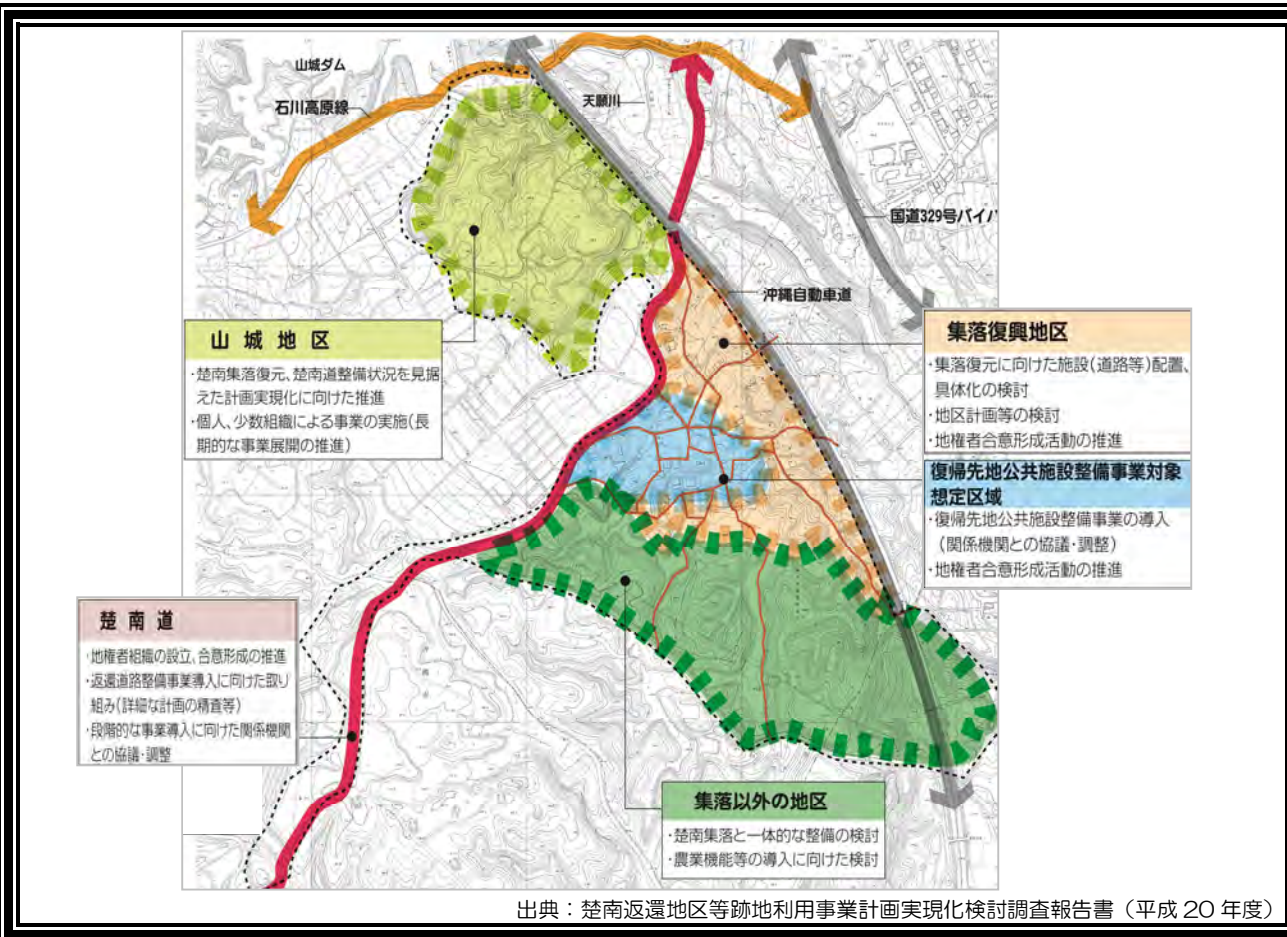 山城ダム
石川高原線
天願川
国道329号バイパ
沖縄自動車道
山城地区
・楚南集落復元、楚南道整備状況を見据
えた計画実現化に向けた推進
・個人、少数組織による事業の実施(長
期的な事業展開の推進)
集落復興地区
・集落復元に向けた施設(道路等)配置、
具体化の検討
・地区計画等の検討
・地権者合意形成活動の推進
復帰先地公共施設整備事業対象
想定区域
・復帰先地公共施設整備事業の導入
(関係機関との協議・調整)
・地権者合意形成活動の推進
楚南道
・地権者組織の設立、合意形成の推進
・返還道路整備事業導入に向けた取り
組み(詳細な計画の精査等)
・段階的な事業導入に向けた関係機関
との協議・調整
集落以外の地区
・楚南集落と一体的な整備の検討
・農業機能等の導入に向けた検討
出典：楚南返還地区等跡地利用事業計画実現化検討調査報告書（平成 20 年度）